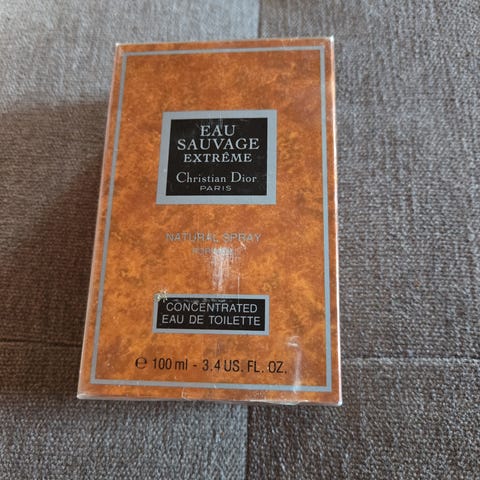 EAU
SAUVAGE
EXTRÊME
Christian Dior
PARIS
NATURAL SPRAY
CONCENTRATED
EAU DE TOILETTE
℮ 100 ml - 3.4 US. FL. OZ.